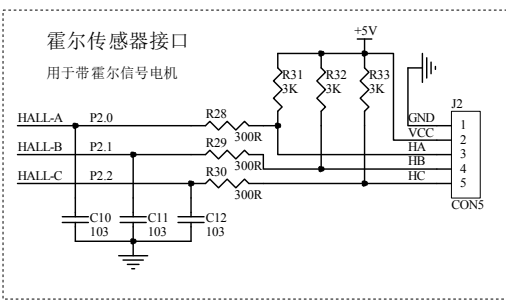 霍尔传感器接口
用于带霍尔信号电机
+5V
R31
3K
R32
3K
R33
3K
J2
HALL-A P2.0
R28
300R
GND
1
VCC
2
HALL-B P2.1
R29
300R
HA
3
HB
4
HALL-C P2.2
R30
300R
HC
5
CON5
C10
103
C11
103
C12
103